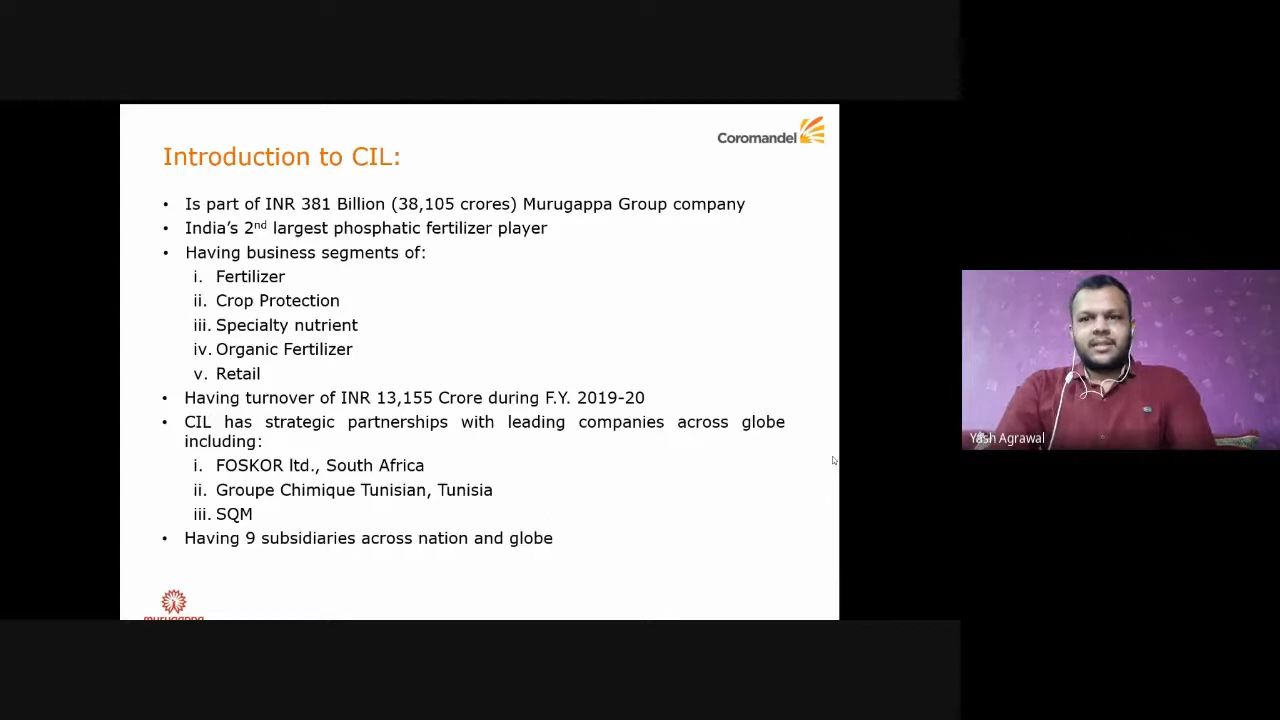 Coromandel
Introduction to CIL:
• Is part of INR 381 Billion (38,105 crores) Murugappa Group company
• India’s 2nd largest phosphatic fertilizer player
• Having business segments of:
i. Fertilizer
ii. Crop Protection
iii. Specialty nutrient
iv. Organic Fertilizer
v. Retail
• Having turnover of INR 13,155 Crore during F.Y. 2019-20
• CIL has strategic partnerships with leading companies across globe
including:
i. FOSKOR ltd., South Africa
ii. Groupe Chimique Tunisian, Tunisia
iii. SQM
• Having 9 subsidiaries across nation and globe
murugappa
Yash Agrawal